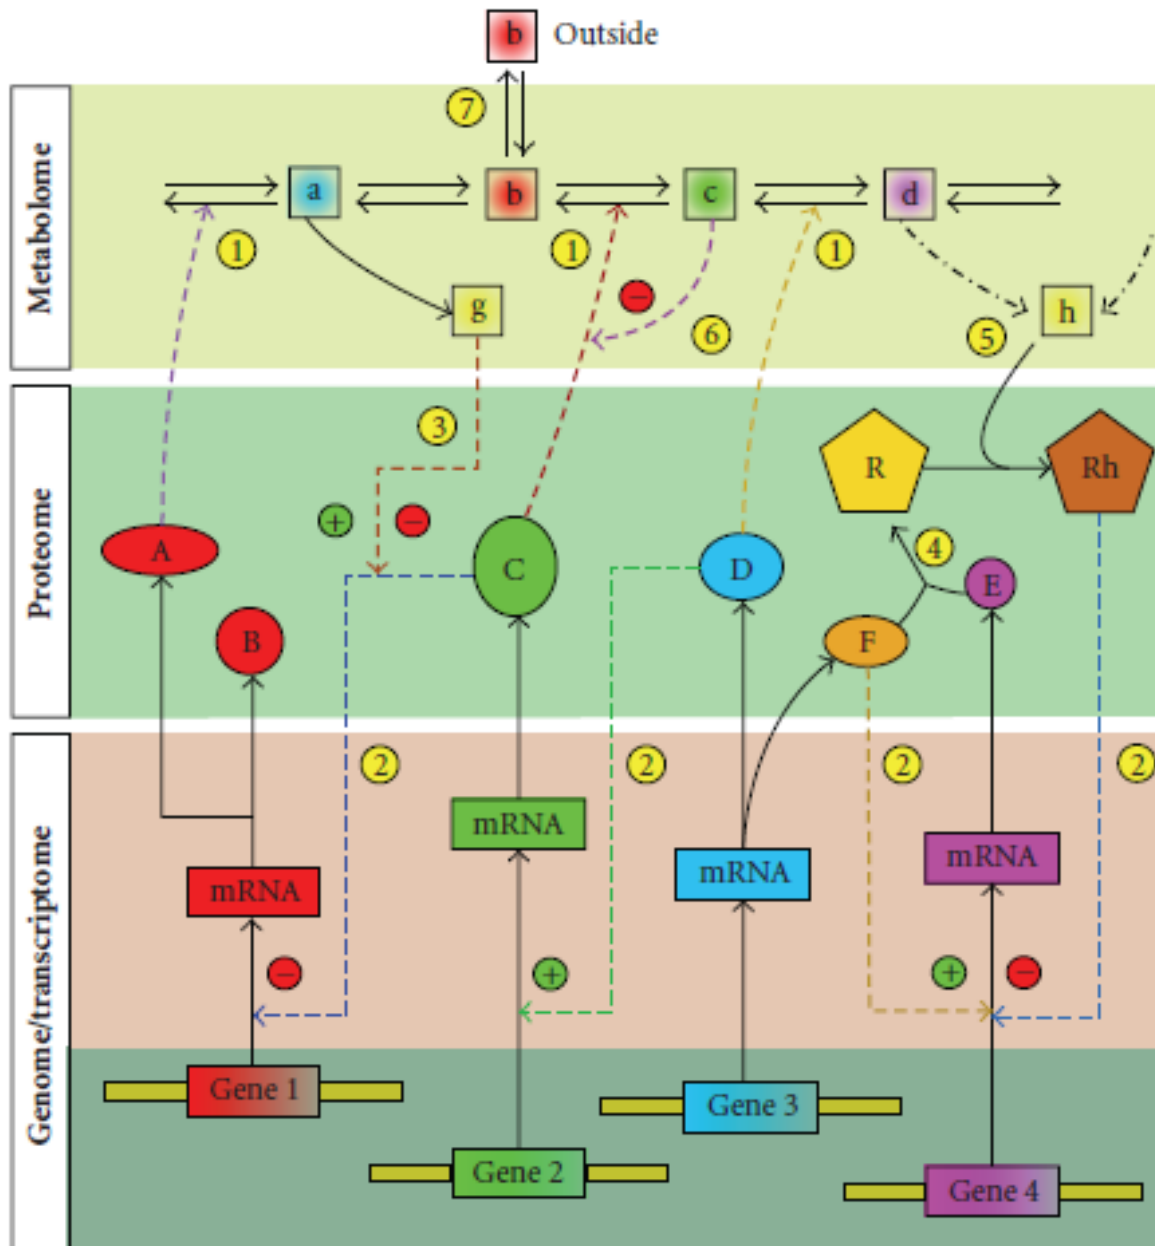 b Outside
7
Metabolome
a b c d
1 1 1
g − 6 5 h
Proteome
3
R Rh
+ −
A C D 4 E
B F
Genome/transcriptome
2 2 2 2
mRNA
mRNA mRNA mRNA
− + + −
Gene 1
Gene 3
Gene 2
Gene 4